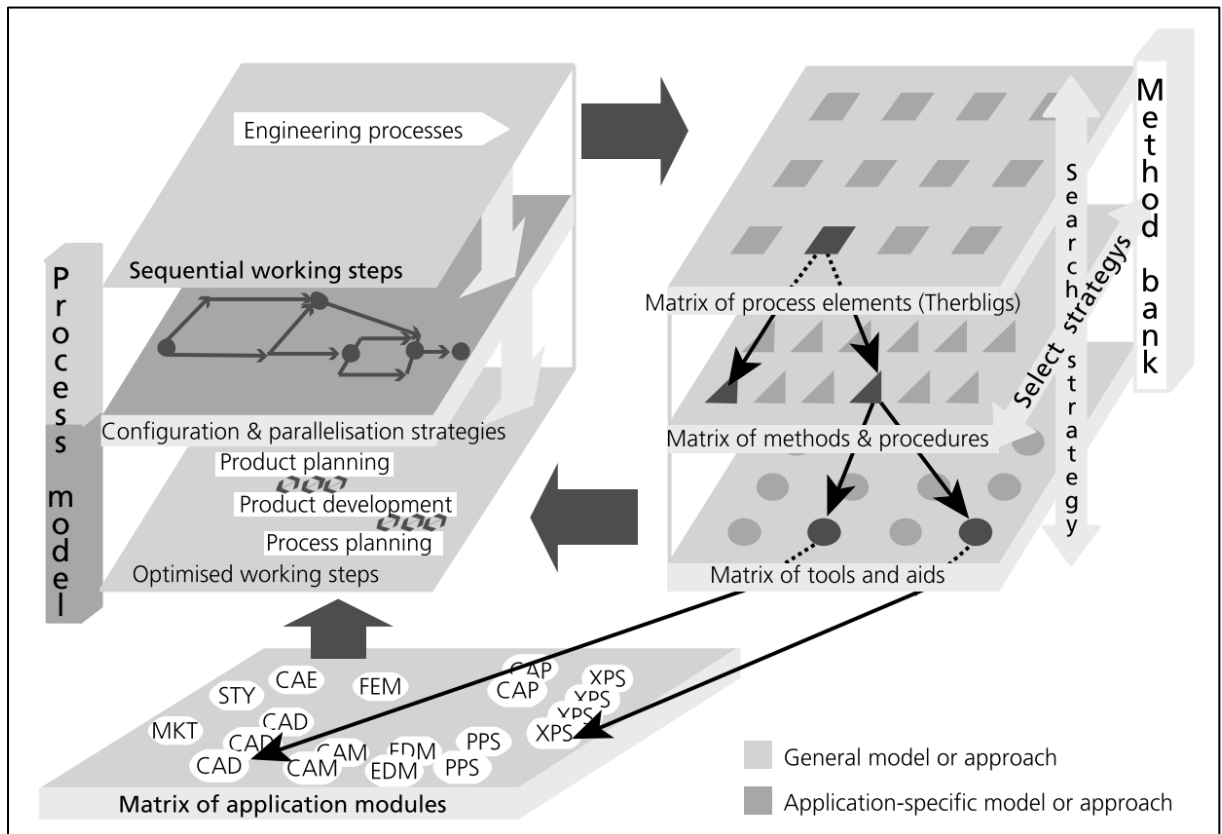 Engineering processes
Sequential working steps
Configuration & parallelisation strategies
Product planning
Product development
Process planning
Optimised working steps
Process model
Matrix of process elements (Therbligs)
Matrix of methods & procedures
Matrix of tools and aids
Search strategy
Select strategys
Method bank
STY
CAE
FEM
CAP
CAP
XPS
XPS
XPS
XPS
MKT
CAD
CAD
CAD
CAM
CAM
EDM
EDM
PPS
PPS
Matrix of application modules
General model or approach
Application-specific model or approach